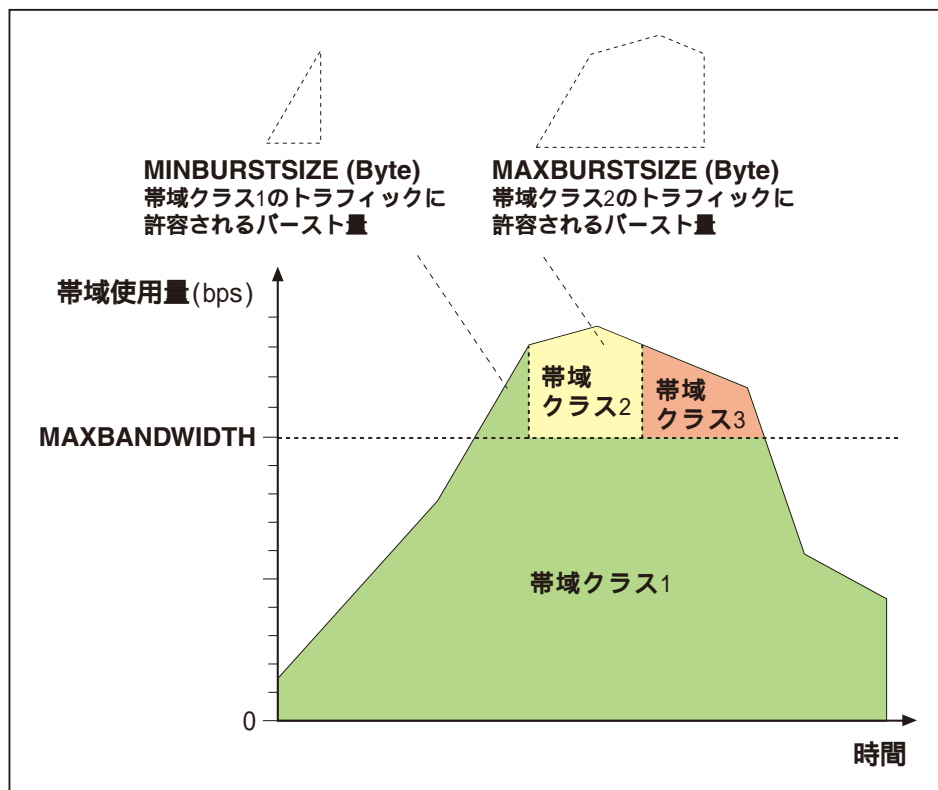 MINBURSTSIZE (Byte)
帯域クラス1のトラフィックに
許容されるバースト量
MAXBURSTSIZE (Byte)
帯域クラス2のトラフィックに
許容されるバースト量
帯域使用量(bps)
帯域
クラス2
帯域
クラス3
MAXBANDWIDTH
帯域クラス1
0
時間